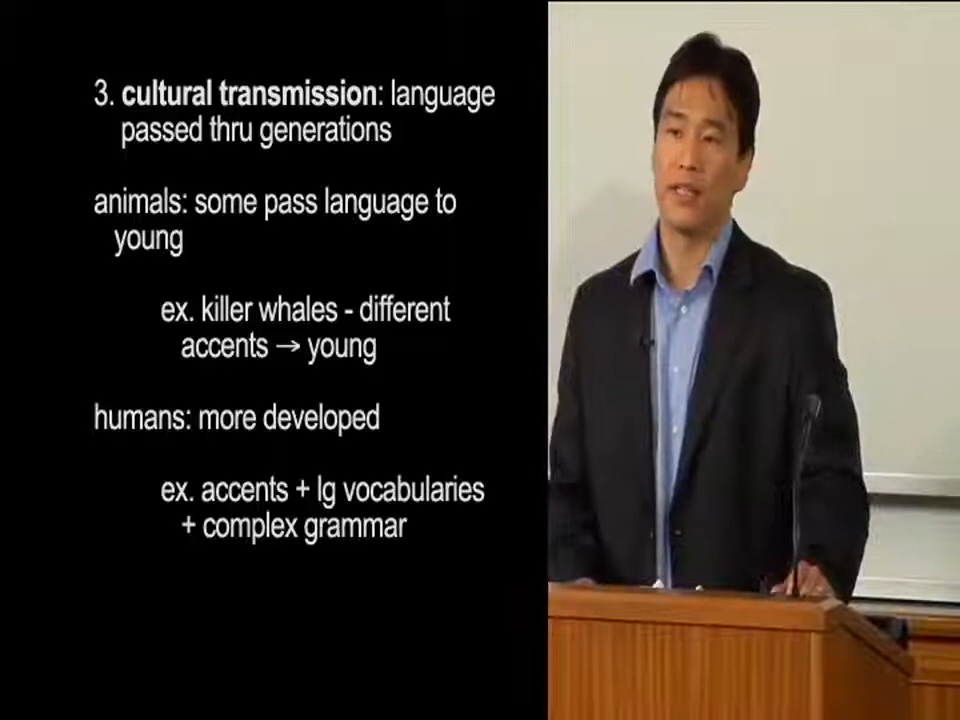 3. cultural transmission: language
passed thru generations
animals: some pass language to
young
ex. killer whales - different
accents → young
humans: more developed
ex. accents + lg vocabularies
+ complex grammar